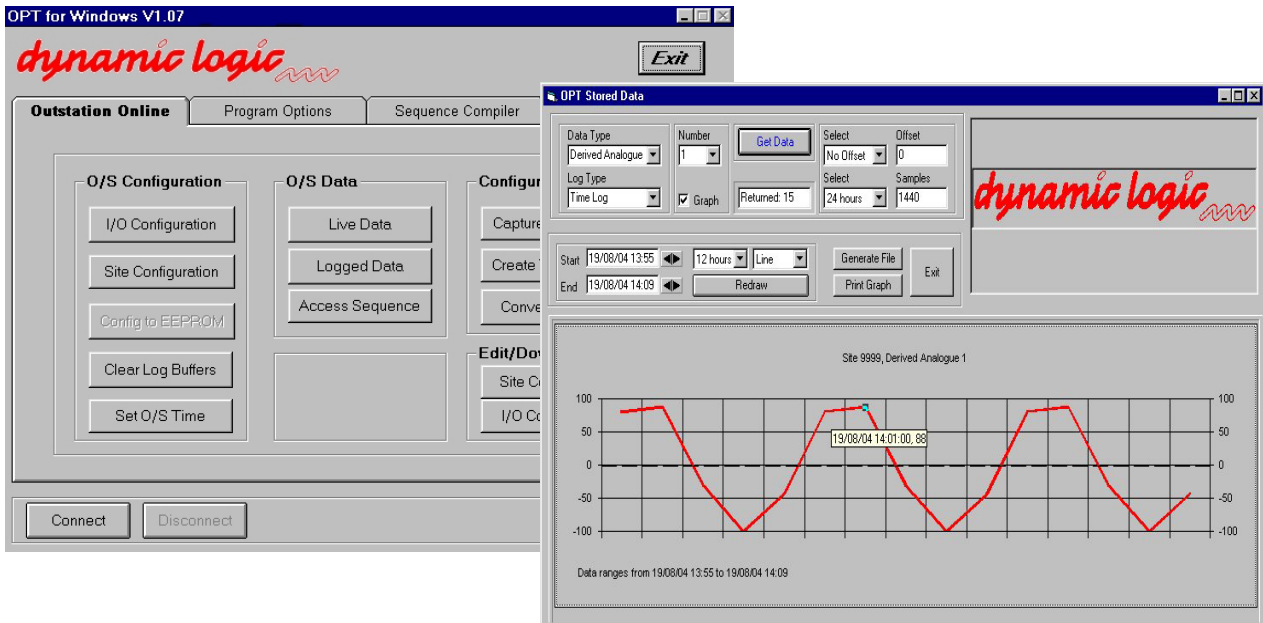 OPT for Windows V1.07
dynamic logic
Exit
Outstation Online
Program Options
Sequence Compiler
O/S Configuration
I/O Configuration
Site Configuration
Config to EEPROM
Clear Log Buffers
Set O/S Time
O/S Data
Live Data
Logged Data
Access Sequence
Configur
Capture
Create
Conve
Edit/Do
Site C
I/O Co
Connect
Disconnect
OPT Stored Data
Data Type
Derived Analogue
Log Type
Time Log
Number
1
Graph
Get Data
Returned: 15
Select
No Offset
Offset
0
Select
24 hours
Samples
1440
dynamic logic
Start 19/08/04 13:55
12 hours
Line
Generate File
Exit
End 19/08/04 14:09
Redraw
Print Graph
Site 9999, Derived Analogue 1
100 100
50 50
0 0
-50 -50
-100 -100
19/08/04 14:01:00, 88
Data ranges from 19/08/04 13:55 to 19/08/04 14:09